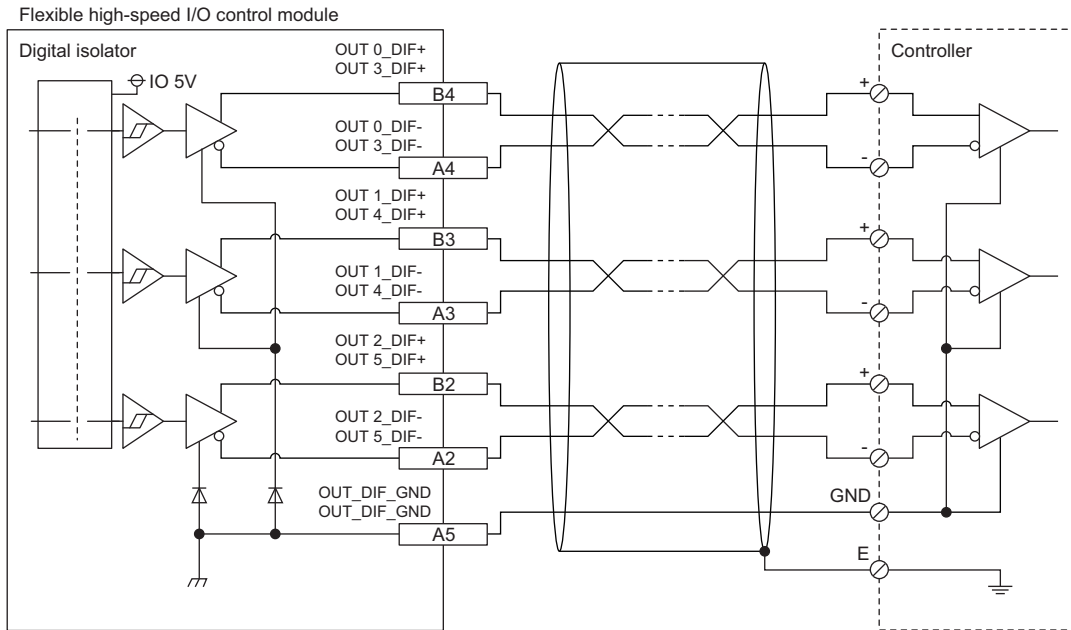 Flexible high-speed I/O control module
Digital isolator
IO 5V
OUT 0_DIF+
OUT 3_DIF+
B4
OUT 0_DIF-
OUT 3_DIF-
A4
OUT 1_DIF+
OUT 4_DIF+
B3
OUT 1_DIF-
OUT 4_DIF-
A3
OUT 2_DIF+
OUT 5_DIF+
B2
OUT 2_DIF-
OUT 5_DIF-
A2
OUT_DIF_GND
OUT_DIF_GND
A5
Controller
+
-
+
-
+
-
GND
E